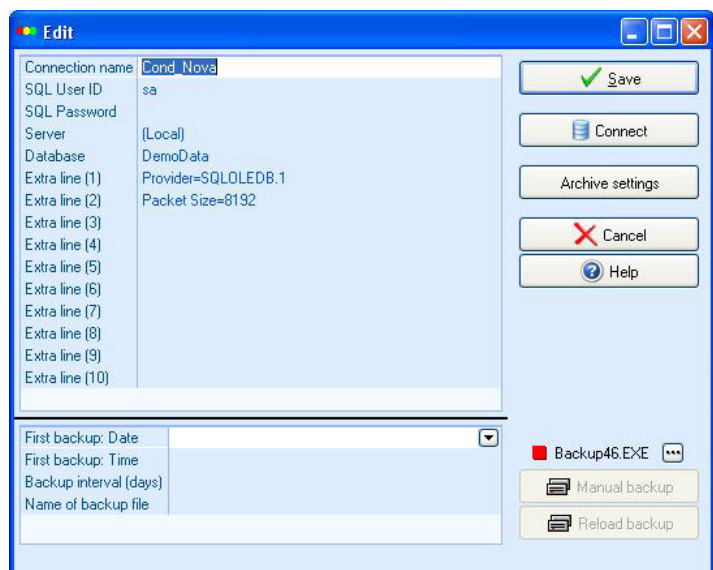 Edit
Connection name Cond_Nova
SQL User ID sa
SQL Password
Server (Local)
Database DemoData
Extra line (1) Provider=SQLOLEDB.1
Extra line (2) Packet Size=8192
Extra line (3)
Extra line (4)
Extra line (5)
Extra line (6)
Extra line (7)
Extra line (8)
Extra line (9)
Extra line (10)
Save
Connect
Archive settings
Cancel
Help
First backup: Date
First backup: Time
Backup interval (days)
Name of backup file
Backup46.EXE
Manual backup
Reload backup